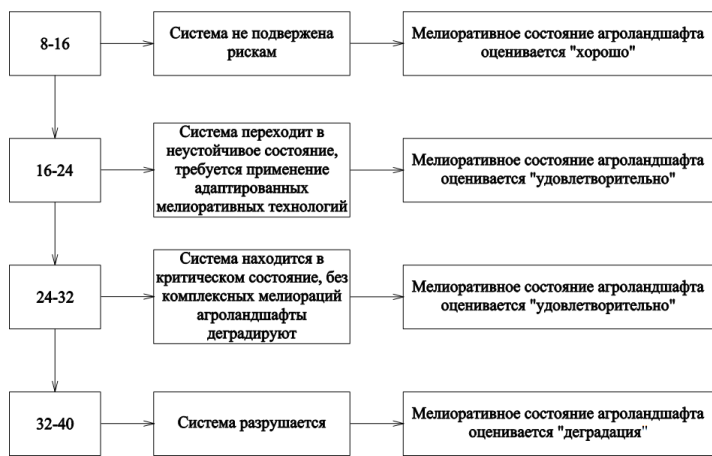 8-16
Система не подвержена
рискам
Мелиоративное состояние агроландшафта
оценивается "хорошо"
16-24
Система переходит в
неустойчивое состояние,
требуется применение
адаптированных
мелиоративных технологий
Мелиоративное состояние агроландшафта
оценивается "удовлетворительно"
24-32
Система находится в
критическом состояние, без
комплексных мелиораций
агроландшафты
деградируют
Мелиоративное состояние агроландшафта
оценивается "удовлетворительно"
32-40
Система разрушается
Мелиоративное состояние агроландшафта
оценивается "деградация"